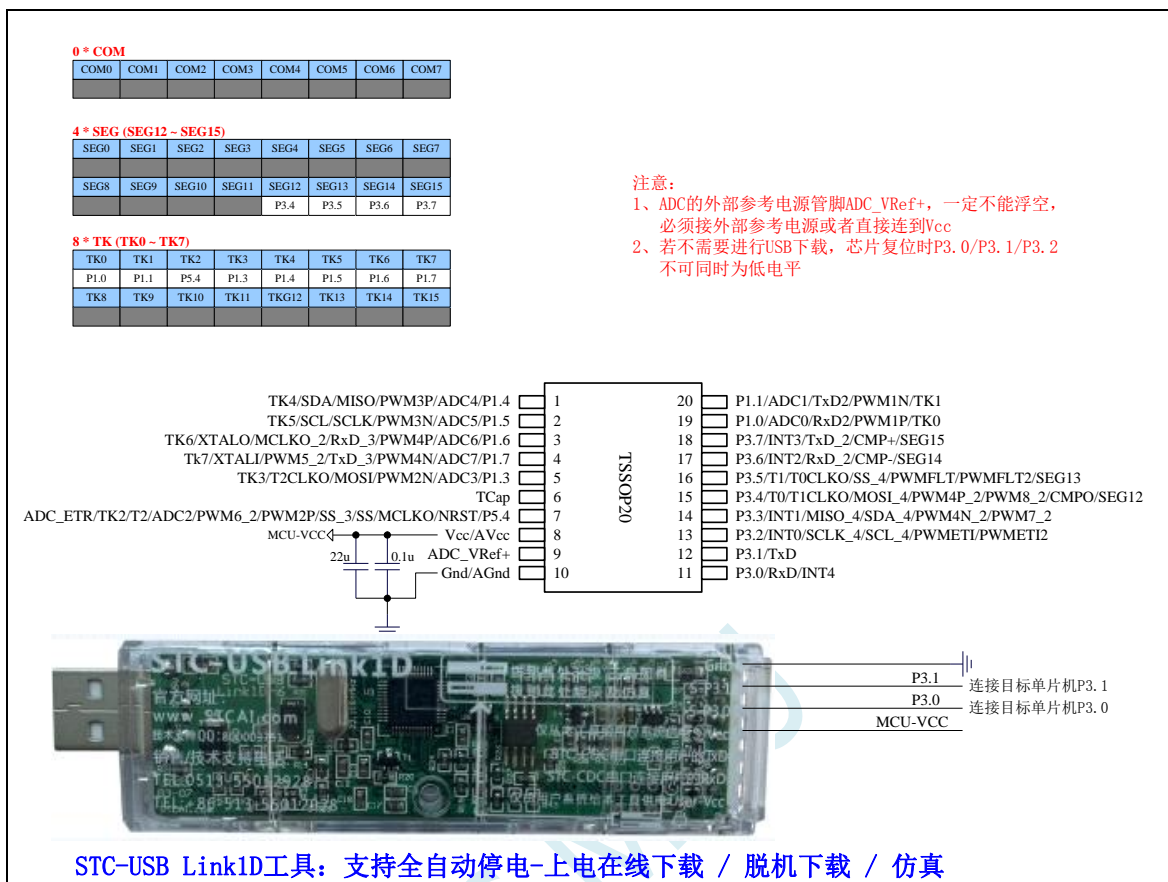 0 * COM
COM0 COM1 COM2 COM3 COM4 COM5 COM6 COM7
4 * SEG (SEG12 ~ SEG15)
SEG0 SEG1 SEG2 SEG3 SEG4 SEG5 SEG6 SEG7
SEG8 SEG9 SEG10 SEG11 SEG12 SEG13 SEG14 SEG15
P3.4 P3.5 P3.6 P3.7
8 * TK (TK0 ~ TK7)
TK0 TK1 TK2 TK3 TK4 TK5 TK6 TK7
P1.0 P1.1 P5.4 P1.3 P1.4 P1.5 P1.6 P1.7
TK8 TK9 TK10 TK11 TKG12 TK13 TK14 TK15
注意:
1、ADC的外部参考电源管脚ADC_VRef+,一定不能浮空,
必须接外部参考电源或者直接连到Vcc
2、若不需要进行USB下载,芯片复位时P3.0/P3.1/P3.2
不可同时为低电平
TK4/SDA/MISO/PWM3P/ADC4/P1.4 1
TK5/SCL/SCLK/PWM3N/ADC5/P1.5 2
TK6/XTALO/MCLKO_2/RxD_3/PWM4P/ADC6/P1.6 3
Tk7/XTALI/PWM5_2/TxD_3/PWM4N/ADC7/P1.7 4
TK3/T2CLKO/MOSI/PWM2N/ADC3/P1.3 5
TCap 6
ADC_ETR/TK2/T2/ADC2/PWM6_2/PWM2P/SS_3/SS/MCLKO/NRST/P5.4 7
MCU-VCC Vcc/AVcc 8
22u 0.1u ADC_VRef+ 9
Gnd/AGnd 10
TSSOP20
20 P1.1/ADC1/TxD2/PWM1N/TK1
19 P1.0/ADC0/RxD2/PWM1P/TK0
18 P3.7/INT3/TxD_2/CMP+/SEG15
17 P3.6/INT2/RxD_2/CMP-/SEG14
16 P3.5/T1/T0CLKO/SS_4/PWMFLT/PWMFLT2/SEG13
15 P3.4/T0/T1CLKO/MOSI_4/PWM4P_2/PWM8_2/CMPO/SEG12
14 P3.3/INT1/MISO_4/SDA_4/PWM4N_2/PWM7_2
13 P3.2/INT0/SCLK_4/SCL_4/PWMETI/PWMETI2
12 P3.1/TxD
11 P3.0/RxD/INT4
STC-USB Link1D
官方网址:
www.STCAI.com
TEL:0513-55012928
GND
S-P3.1
S-P3.0
User-Vcc
P3.1 连接目标单片机P3.1
P3.0 连接目标单片机P3.0
MCU-VCC
STC-USB Link1D工具: 支持全自动停电-上电在线下载 / 脱机下载 / 仿真